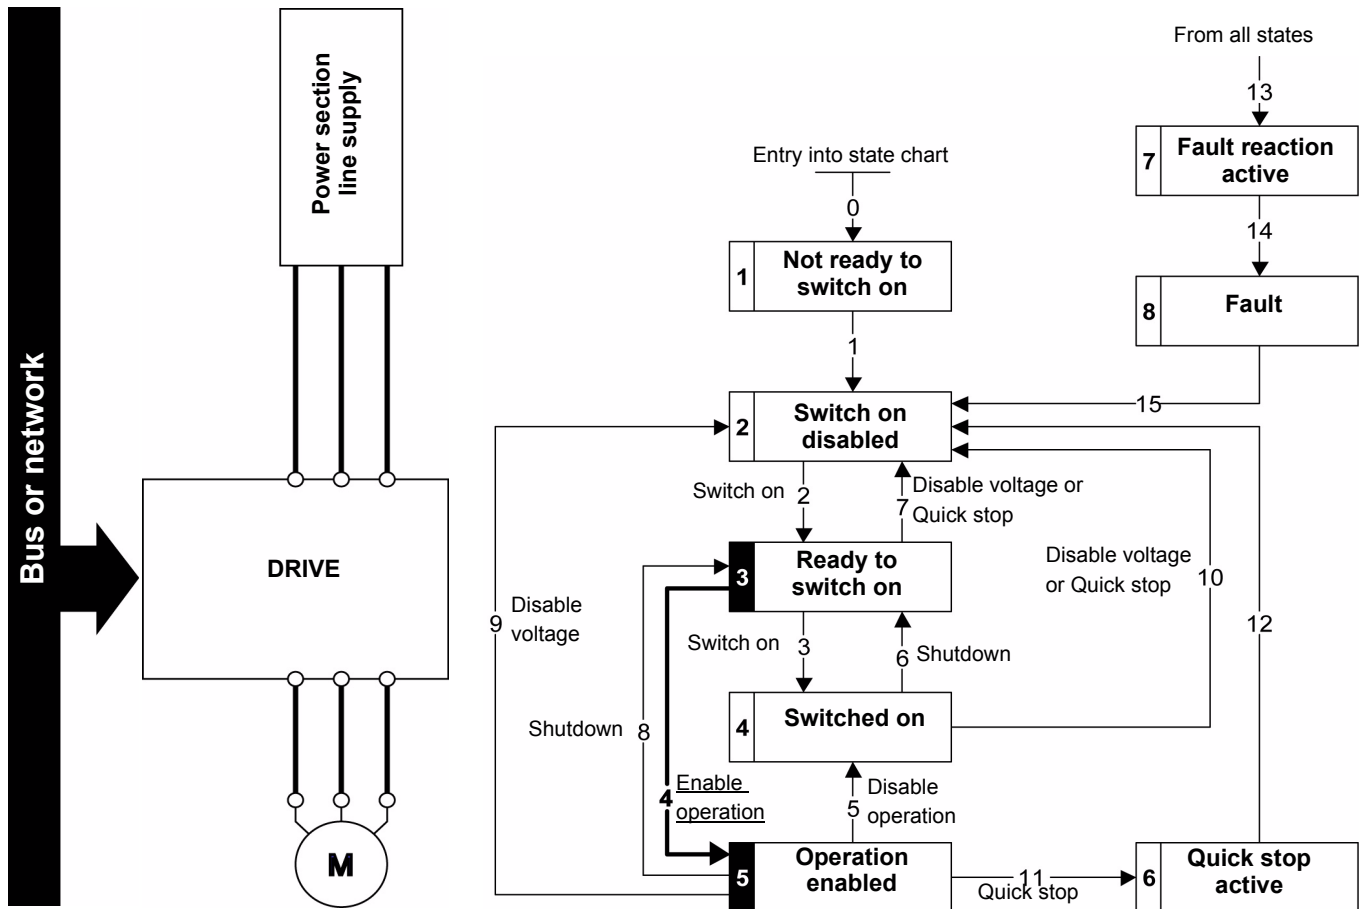 Bus or network
Power section
line supply
DRIVE
M
From all states
13
7
Fault reaction
active
14
8
Fault
15
Entry into state chart
0
1
Not ready to
switch on
1
2
Switch on
disabled
Switch on
2
7
Disable voltage or
Quick stop
3
Ready to
switch on
Disable voltage
or Quick stop
10
12
9
Disable
voltage
Switch on
3
6
Shutdown
4
Switched on
Shutdown
8
4
Enable
operation
5
Disable
operation
5
Operation
enabled
11
Quick stop
6
Quick stop
active